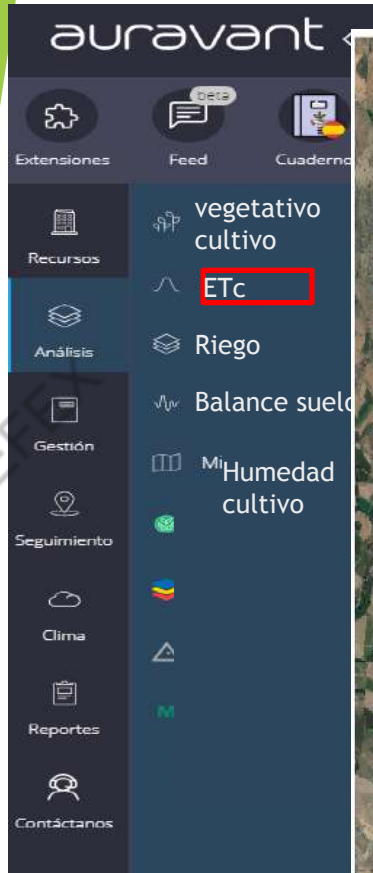 auravant
beta
Extensiones
Feed
Cuaderno
Recursos
vegetativo
cultivo
ETc
Análisis
Riego
Balance suelo
Gestión
Mi
Humedad
cultivo
Seguimiento
Clima
Reportes
M
Contáctanos